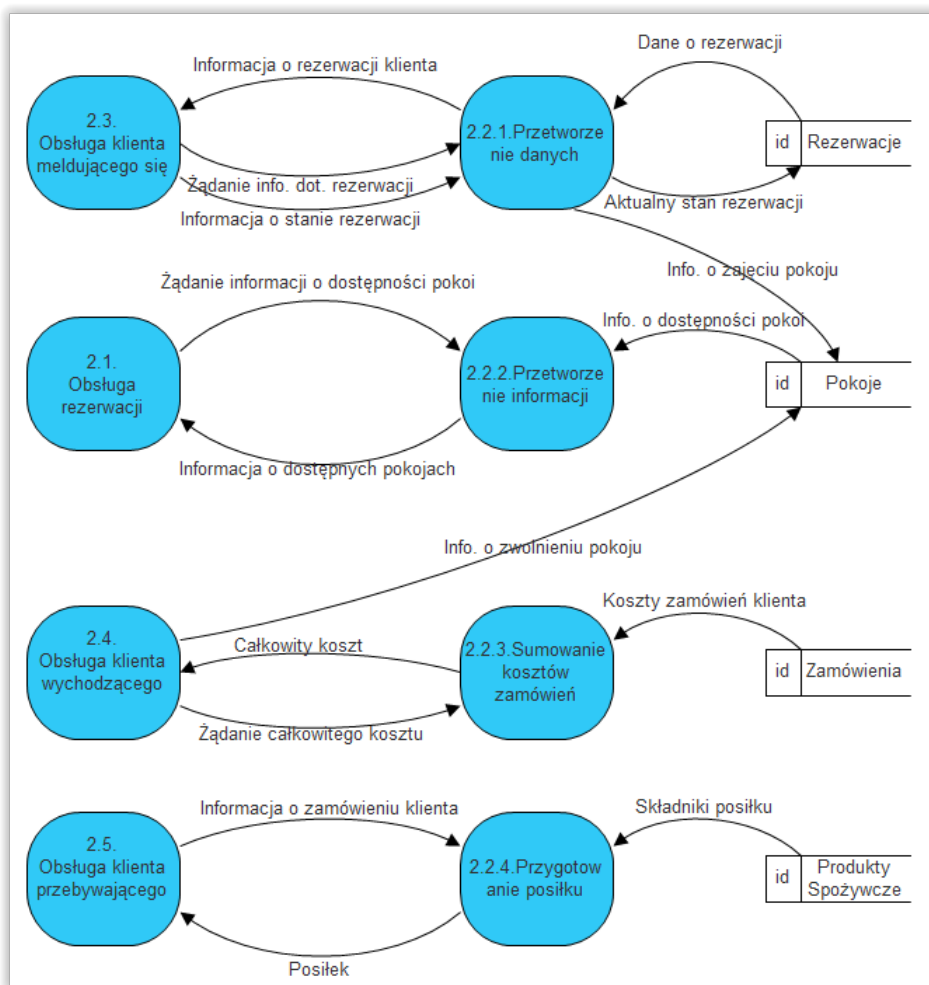 Dane o rezerwacji
Informacja o rezerwacji klienta
2.3.
Obsługa klienta
meldującego się
2.2.1.Przetworze
nie danych
id
Rezerwacje
Żądanie info. dot. rezerwacji
Informacja o stanie rezerwacji
Aktualny stan rezerwacji
Info. o zajeciu pokoju
Żądanie informacji o dostępności pokoi
Info. o dostępności pokoi
2.1.
Obsługa
rezerwacji
2.2.2.Przetworze
nie informacji
id
Pokoje
Informacja o dostępnych pokojach
Info. o zwolnieniu pokoju
Koszty zamówień klienta
2.4.
Obsługa klienta
wychodzącego
Całkowity koszt
2.2.3.Sumowanie
kosztów
zamówień
id
Zamówienia
Żądanie całkowitego kosztu
Informacja o zamówieniu klienta
Składniki posiłku
2.5.
Obsługa klienta
przebywającego
2.2.4.Przygotow
anie posiłku
id
Produkty
Spożywcze
Posiłek